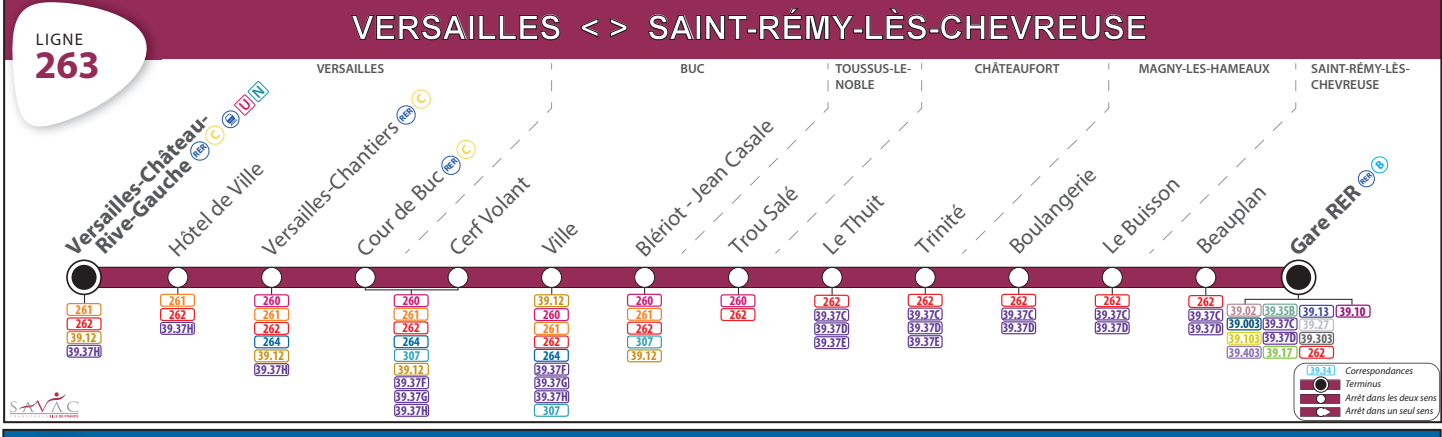 LIGNE
263
VERSAILLES < > SAINT-RÉMY-LÈS-CHEVREUSE
VERSAILLES
BUC
TOUSSUS-LE-
NOBLE
CHÂTEAUFORT
MAGNY-LES-HAMEAUX
SAINT-RÉMY-LÈS-
CHEVREUSE
Versailles-Château-
Rive-Gauche RER C U N
Hôtel de Ville
Versailles-Chantiers RER C
Cour de Buc RER C
Cerf Volant
Ville
Blériot - Jean Casale
Trou Salé
Le Thuit
Trinité
Boulangerie
Le Buisson
Beauplan
Gare RER RER B
261
262
39.12
39.37H
261
262
39.37H
260
261
262
264
39.12
39.37H
260
261
262
264
307
39.12
39.37F
39.37G
39.37H
39.12
260
261
262
264
39.37F
39.37G
39.37H
307
260
261
262
307
39.12
260
262
262
39.37C
39.37D
39.37E
262
39.37C
39.37D
39.37E
262
39.37C
39.37D
262
39.37C
39.37D
262
39.37C
39.37D
39.02 39.35B 39.13 39.10
39.003 39.37C 39.27
39.103 39.37D 39.303
39.403 39.17 262
39.34 Correspondances
Terminus
Arrêt dans les deux sens
Arrêt dans un seul sens
SAVAC